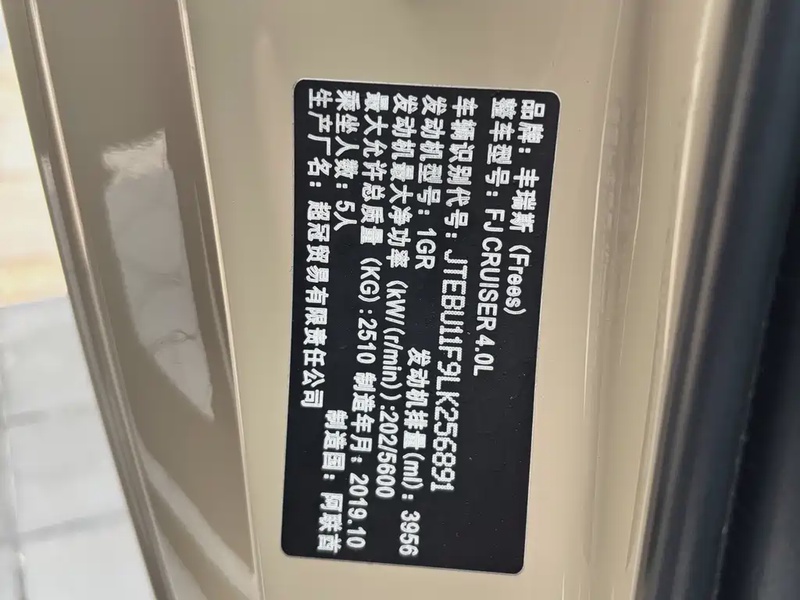 品牌：丰瑞斯（Frees）
整车型号：FJ CRUISER 4.0L
车辆识别代号：JTEBU11F9LK256891
发动机型号：1GR 发动机排量(ml)：3956
发动机最大净功率（kW/(r/min)）:202/5600
最大允许总质量（KG）:2510 制造年月：2019.10
乘坐人数：5人 制造国：阿联酋
生产厂名：超冠贸易有限责任公司